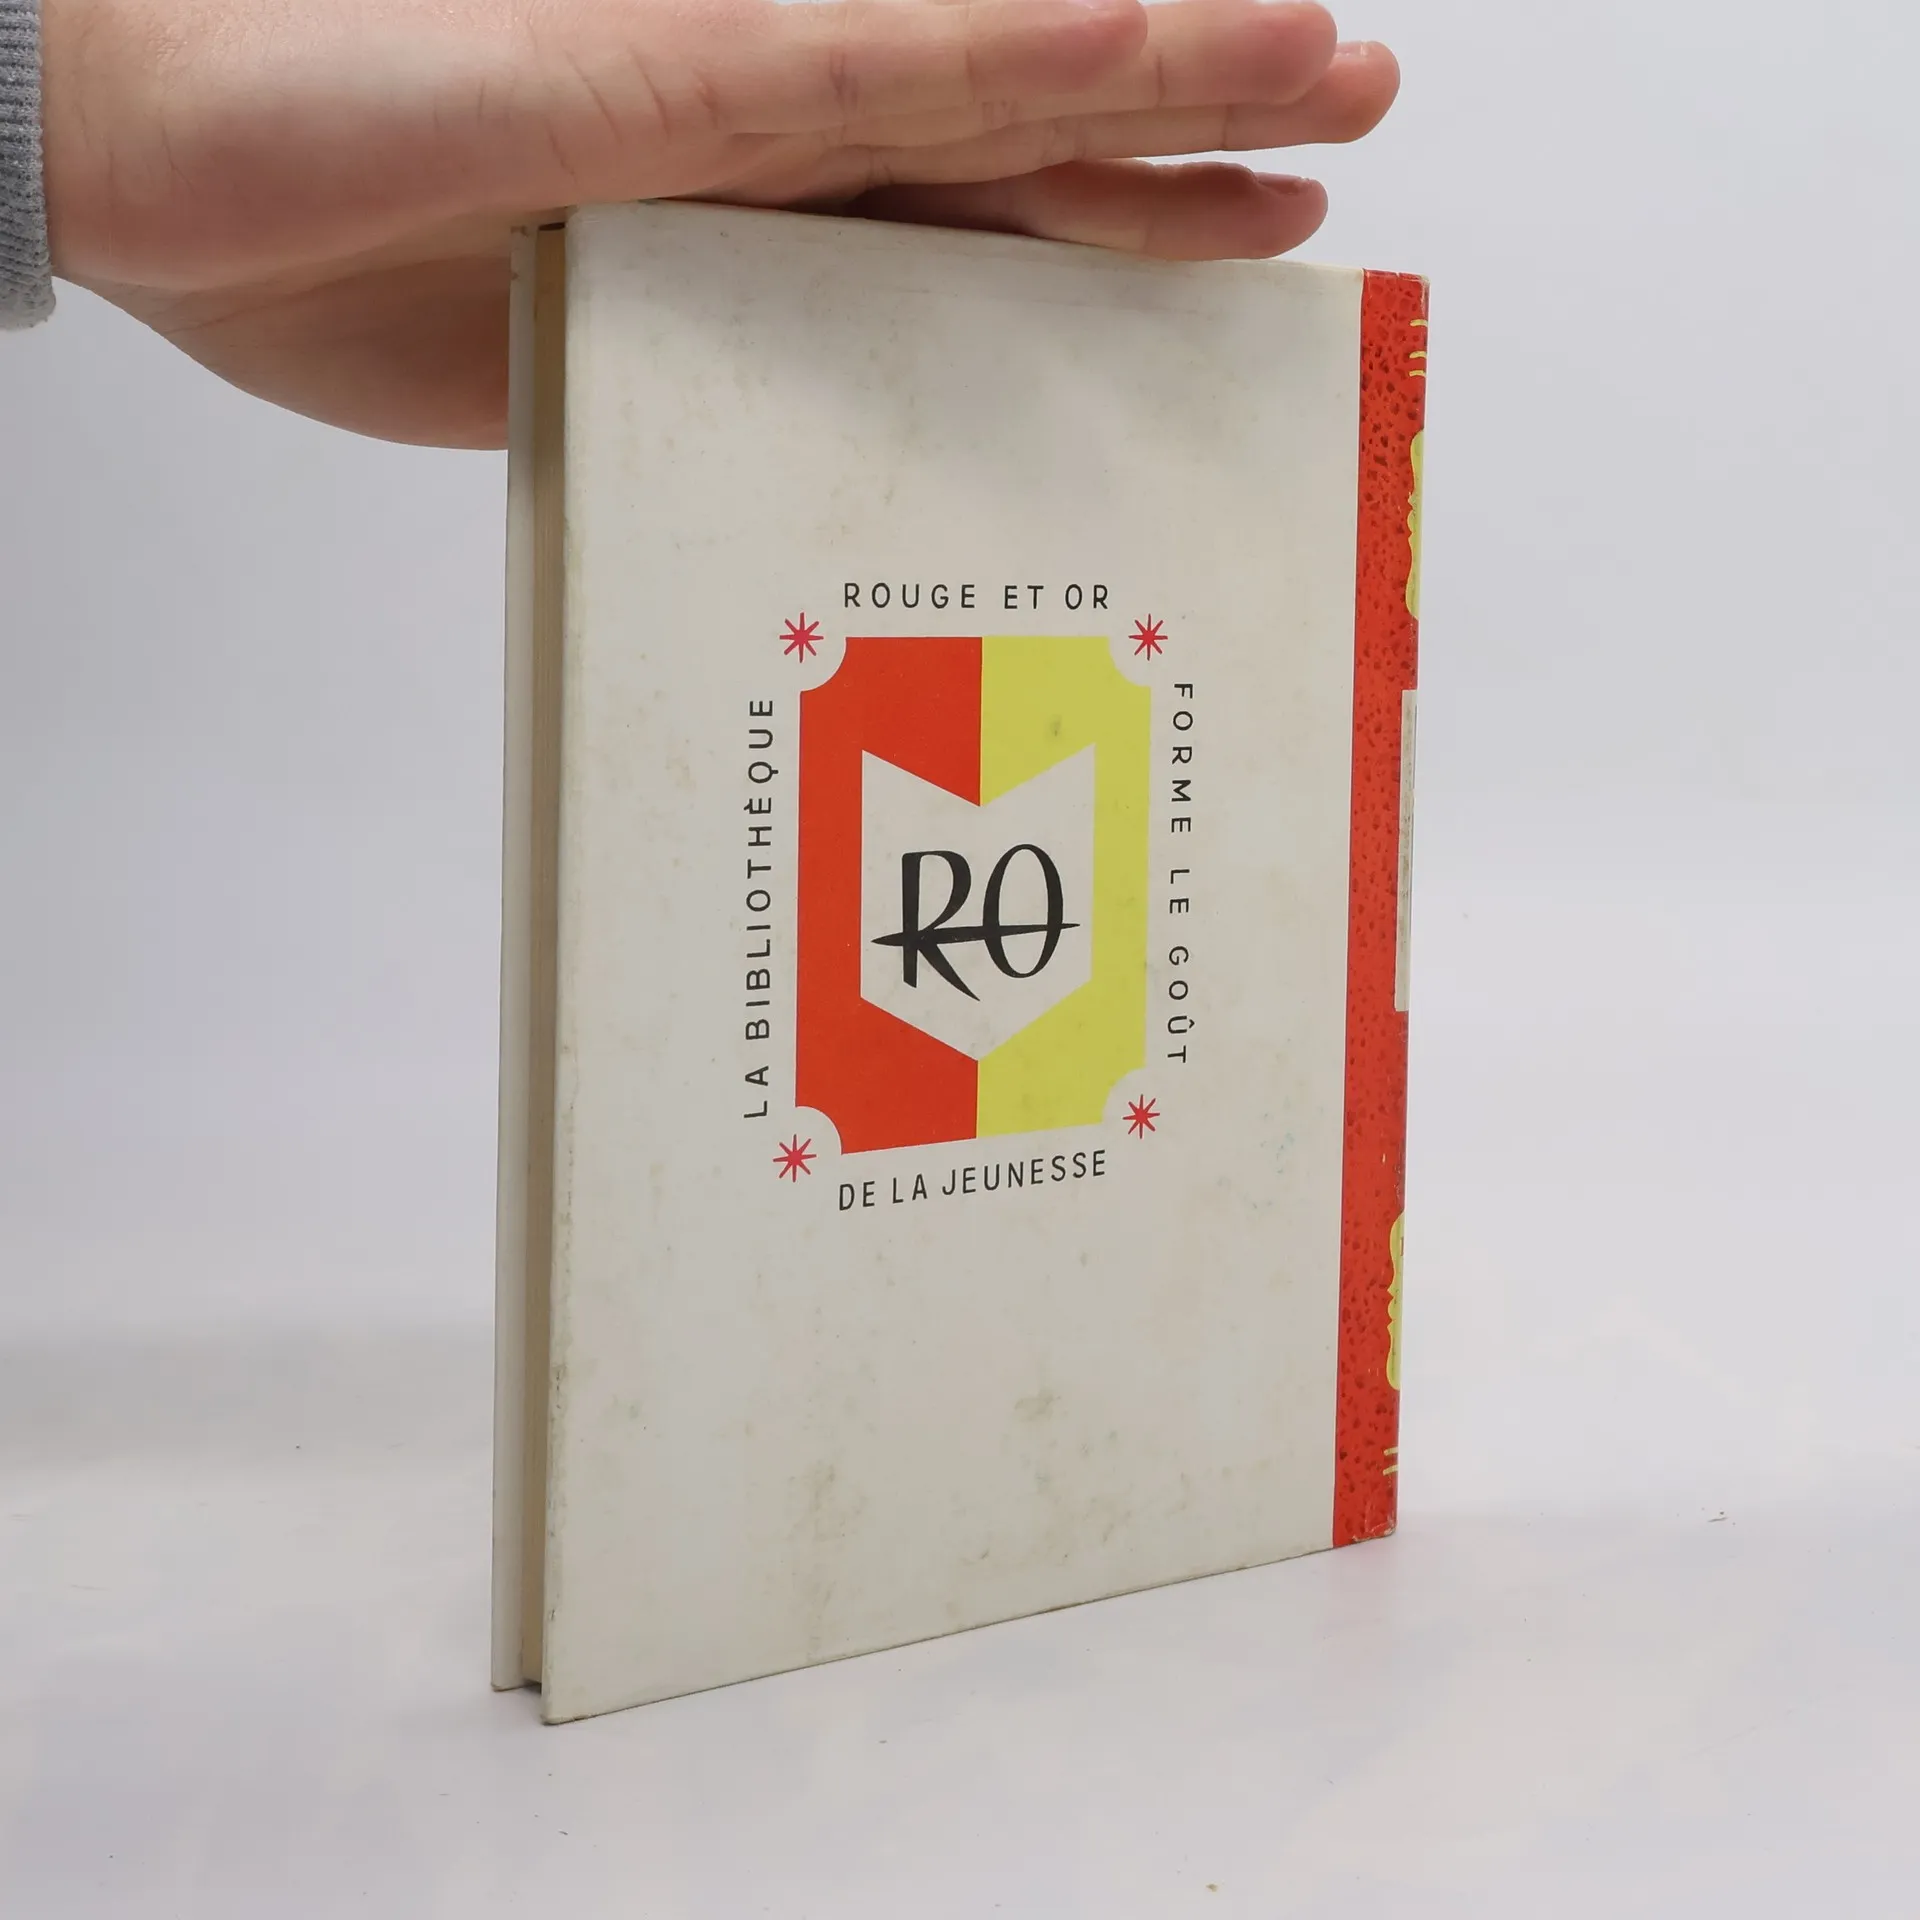 LA BIBLIOTHÈQUE
ROUGE ET OR
FORME LE GOÛT
DE LA JEUNESSE
RO